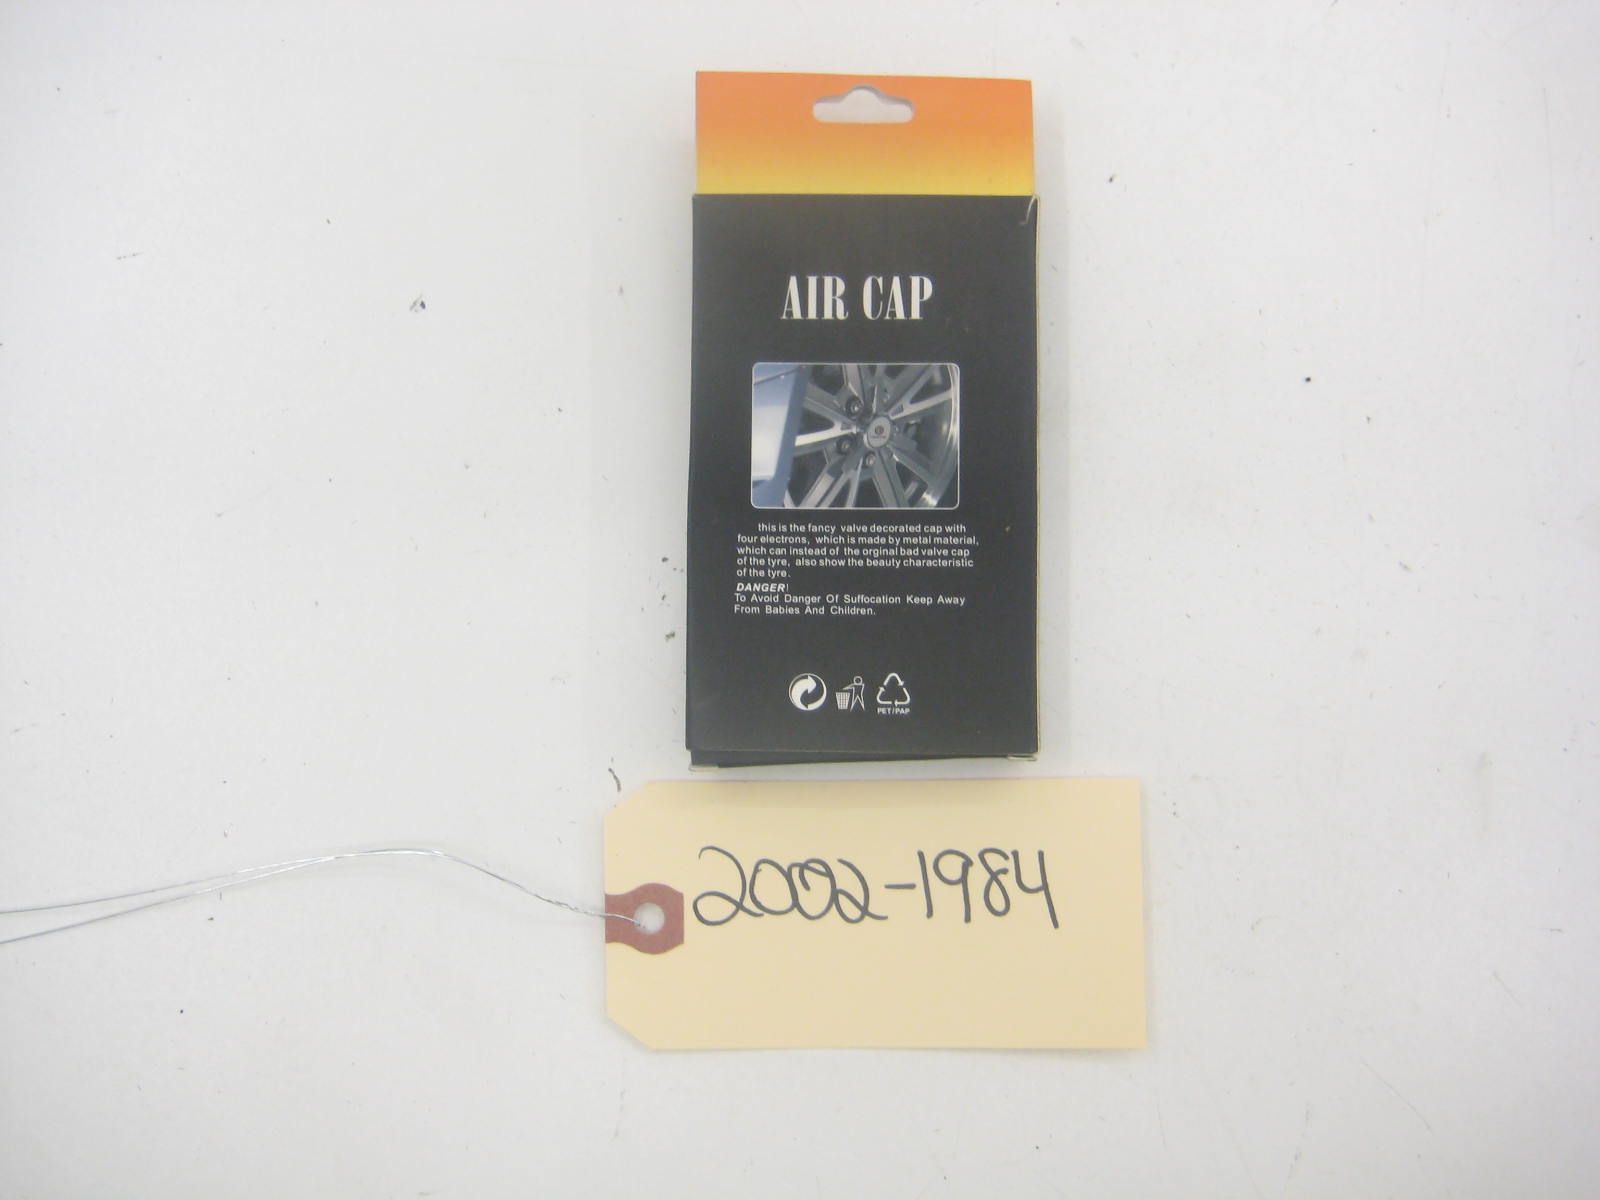 AIR CAP
this is the fancy valve decorated cap with
four electrons, which is made by metal material,
which can instead of the orginal bad valve cap
of the tyre, also show the beauty characteristic
of the tyre.
DANGER!
To Avoid Danger Of Suffocation Keep Away
From Babies And Children.
PET/PAP
2002-1984